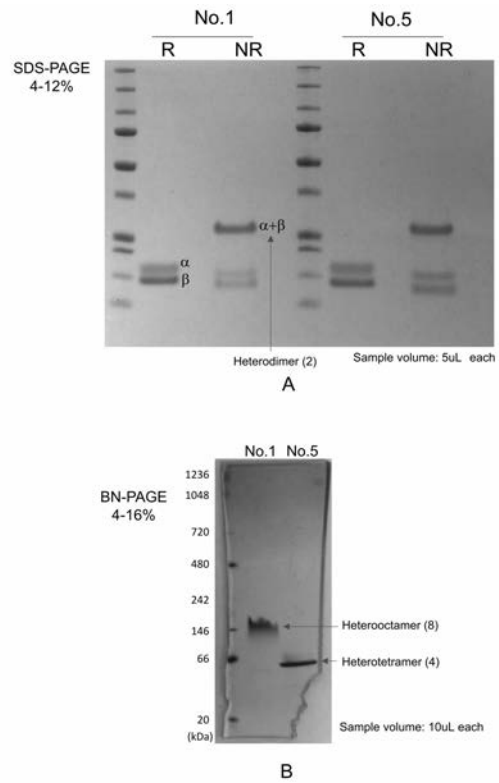 No.1 No.5
R NR R NR
SDS-PAGE
4-12%
α+β
α
β
Heterodimer (2)
Sample volume: 5uL each
A
No.1 No.5
BN-PAGE
4-16%
1236
1048
720
480
242
146
66
20
(kDa)
Heterooctamer (8)
Heterotetramer (4)
Sample volume: 10uL each
B